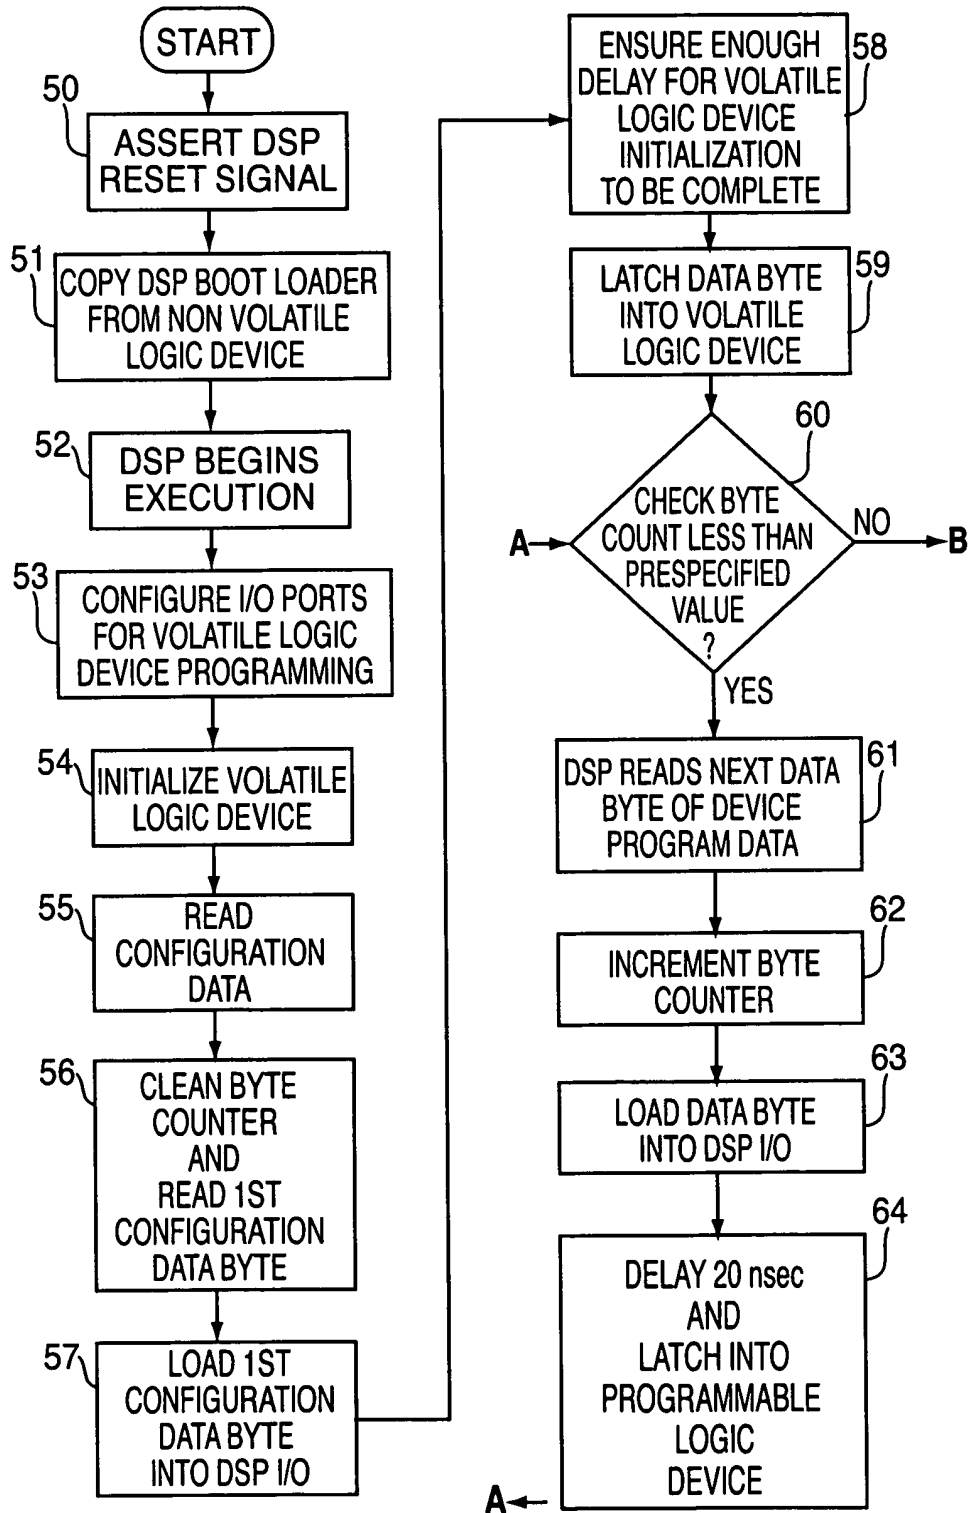 START
50
ASSERT DSP
RESET SIGNAL
51
COPY DSP BOOT LOADER
FROM NON VOLATILE
LOGIC DEVICE
52
DSP BEGINS
EXECUTION
53
CONFIGURE I/O PORTS
FOR VOLATILE LOGIC
DEVICE PROGRAMMING
54
INITIALIZE VOLATILE
LOGIC DEVICE
55
READ
CONFIGURATION
DATA
56
CLEAN BYTE
COUNTER
AND
READ 1ST
CONFIGURATION
DATA BYTE
57
LOAD 1ST
CONFIGURATION
DATA BYTE
INTO DSP I/O
58
ENSURE ENOUGH
DELAY FOR VOLATILE
LOGIC DEVICE
INITIALIZATION
TO BE COMPLETE
59
LATCH DATA BYTE
INTO VOLATILE
LOGIC DEVICE
60
A
CHECK BYTE
COUNT LESS THAN
PRESPECIFIED
VALUE
?
NO
B
YES
61
DSP READS NEXT DATA
BYTE OF DEVICE
PROGRAM DATA
62
INCREMENT BYTE
COUNTER
63
LOAD DATA BYTE
INTO DSP I/O
64
DELAY 20 nsec
AND
LATCH INTO
PROGRAMMABLE
LOGIC
DEVICE
A